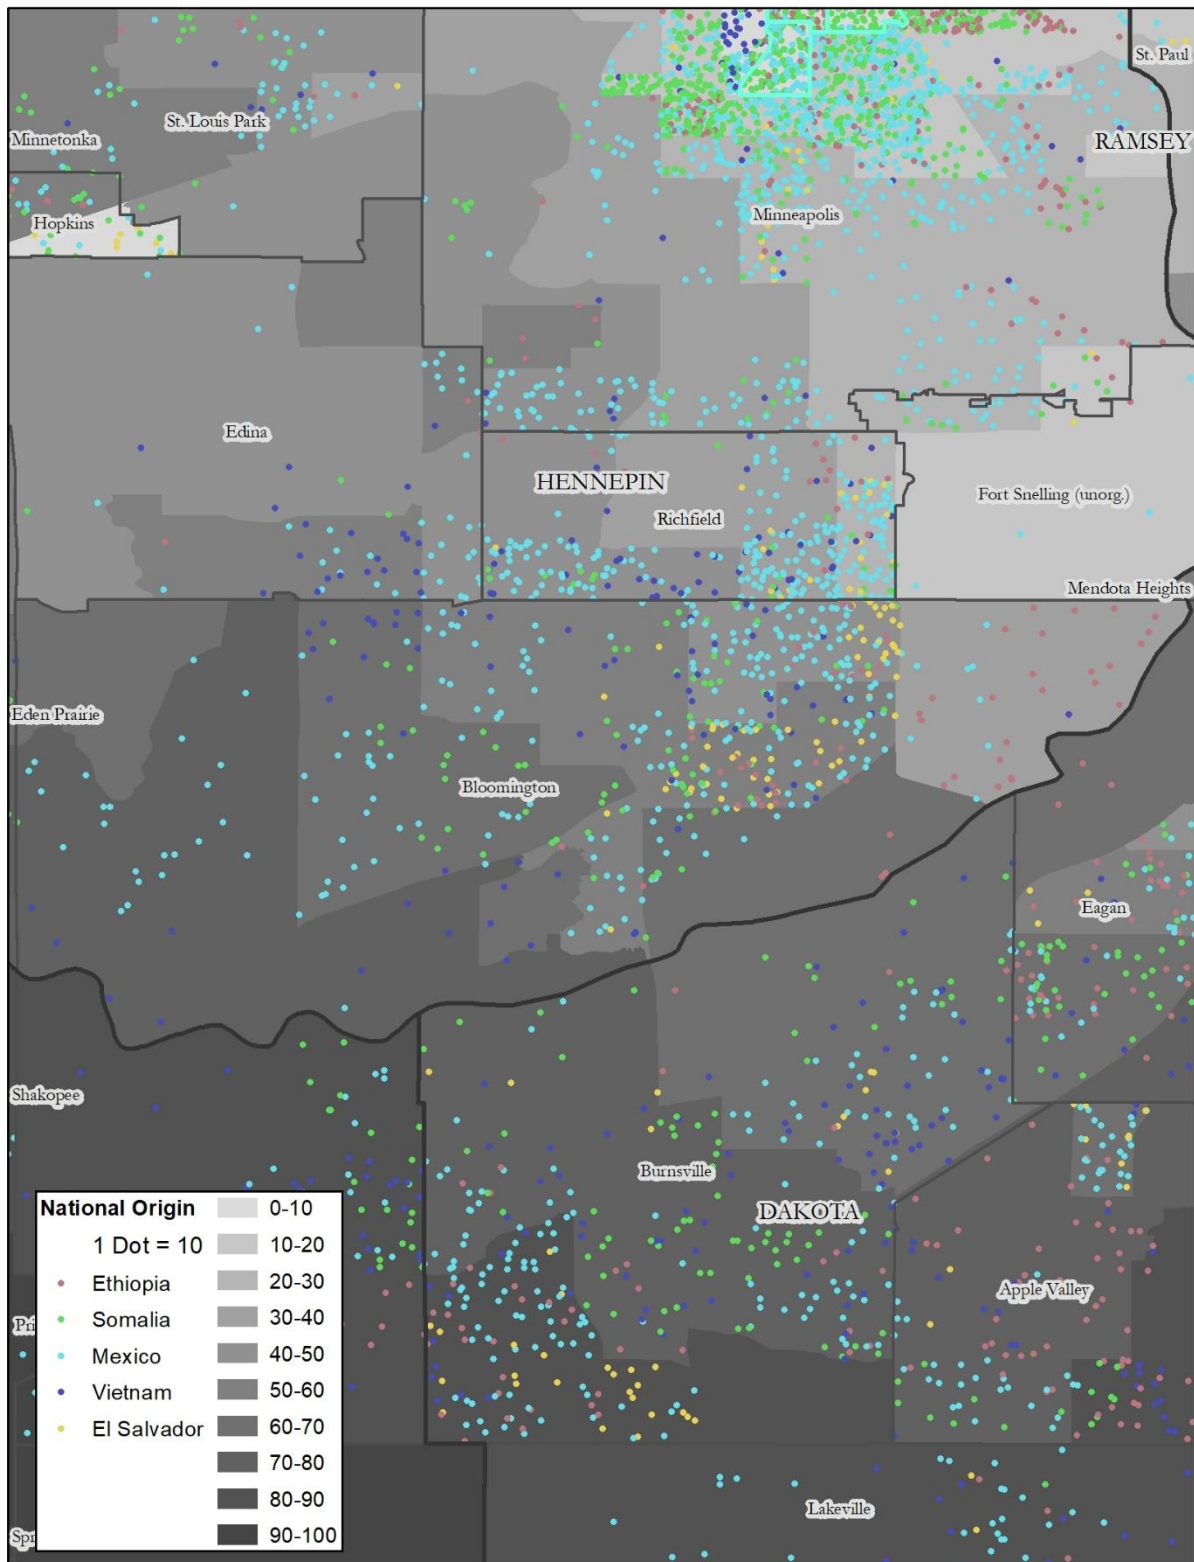 St. Paul
St. Louis Park
Minnetonka
RAMSEY
Hopkins
Minneapolis
Edina
HENNEPIN
Fort Snelling (unorg.)
Richfield
Mendota Heights
Eden Prairie
Bloomington
Eagan
Shakopee
Burnsville
DAKOTA
Apple Valley
Lakeville
Pri
Spr
National Origin
1 Dot = 10
Ethiopia
Somalia
Mexico
Vietnam
El Salvador
0-10
10-20
20-30
30-40
40-50
50-60
60-70
70-80
80-90
90-100